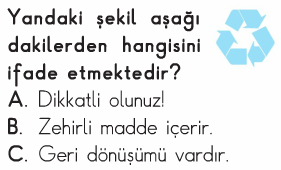 Yandaki şekil aşağı
dakilerden hangisini
ifade etmektedir?
A. Dikkatli olunuz!
B. Zehirli madde içerir.
C. Geri dönüşümü vardır.